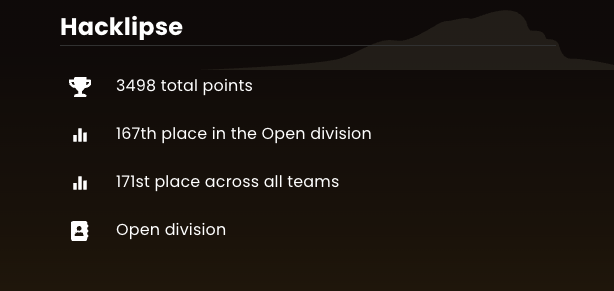 Hacklipse
3498 total points
167th place in the Open division
171st place across all teams
Open division